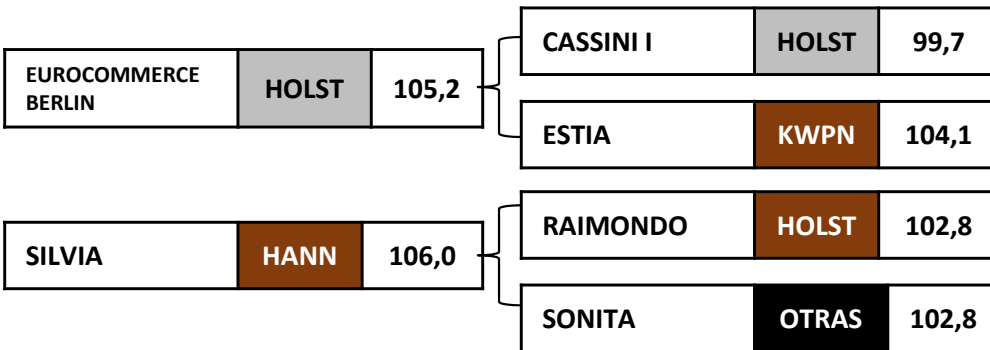 CASSINI I HOLST 99,7
EUROCOMMERCE
BERLIN
HOLST 105,2
ESTIA KWPN 104,1
RAIMONDO HOLST 102,8
SILVIA HANN 106,0
SONITA OTRAS 102,8